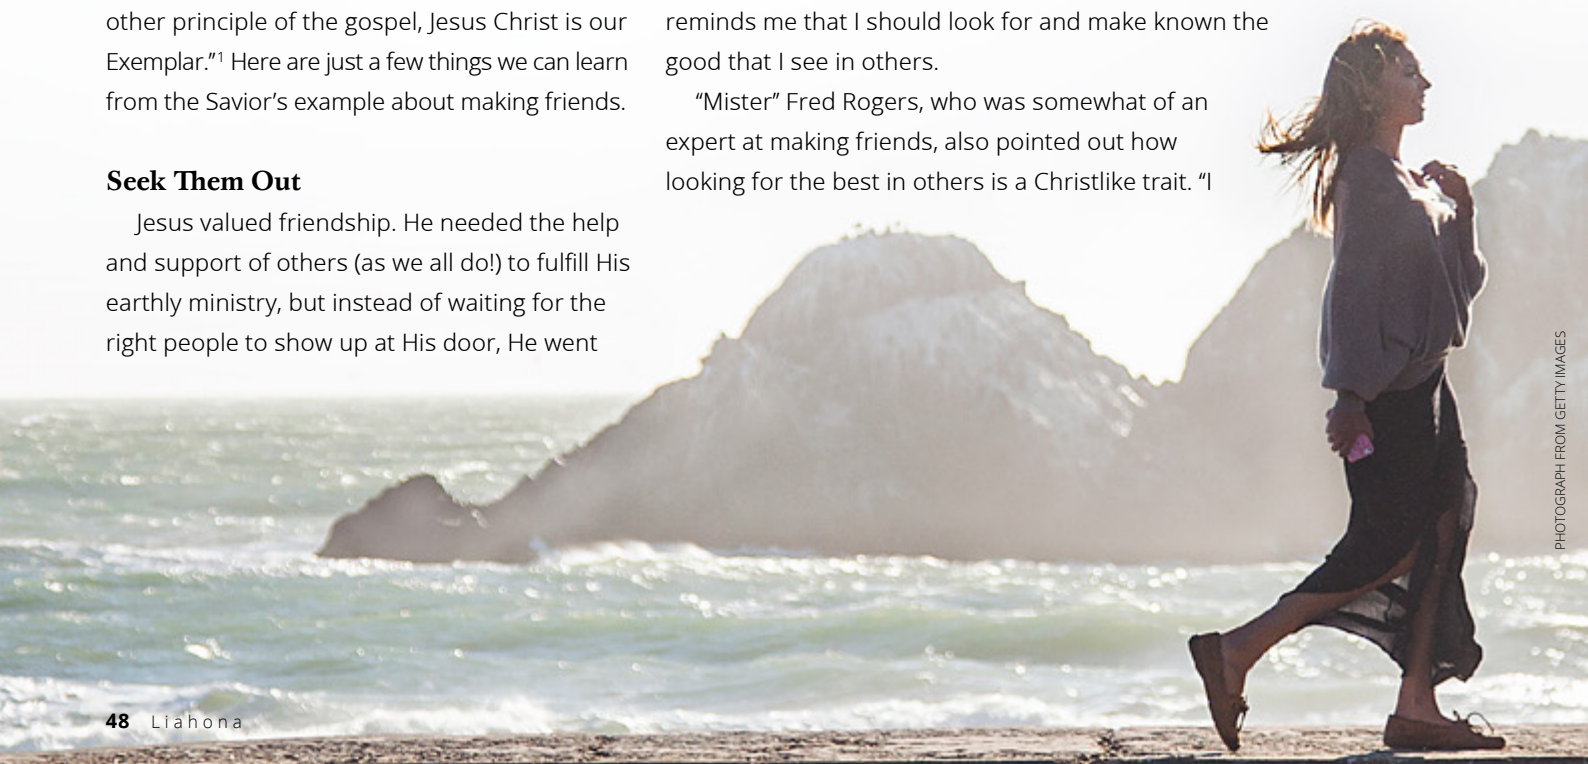 other principle of the gospel, Jesus Christ is our
Exemplar.”¹ Here are just a few things we can learn
from the Savior’s example about making friends.
Seek Them Out
Jesus valued friendship. He needed the help
and support of others (as we all do!) to fulfill His
earthly ministry, but instead of waiting for the
right people to show up at His door, He went
reminds me that I should look for and make known the
good that I see in others.
“Mister” Fred Rogers, who was somewhat of an
expert at making friends, also pointed out how
looking for the best in others is a Christlike trait. “I
PHOTOGRAPH FROM GETTY IMAGES
48 Liahona